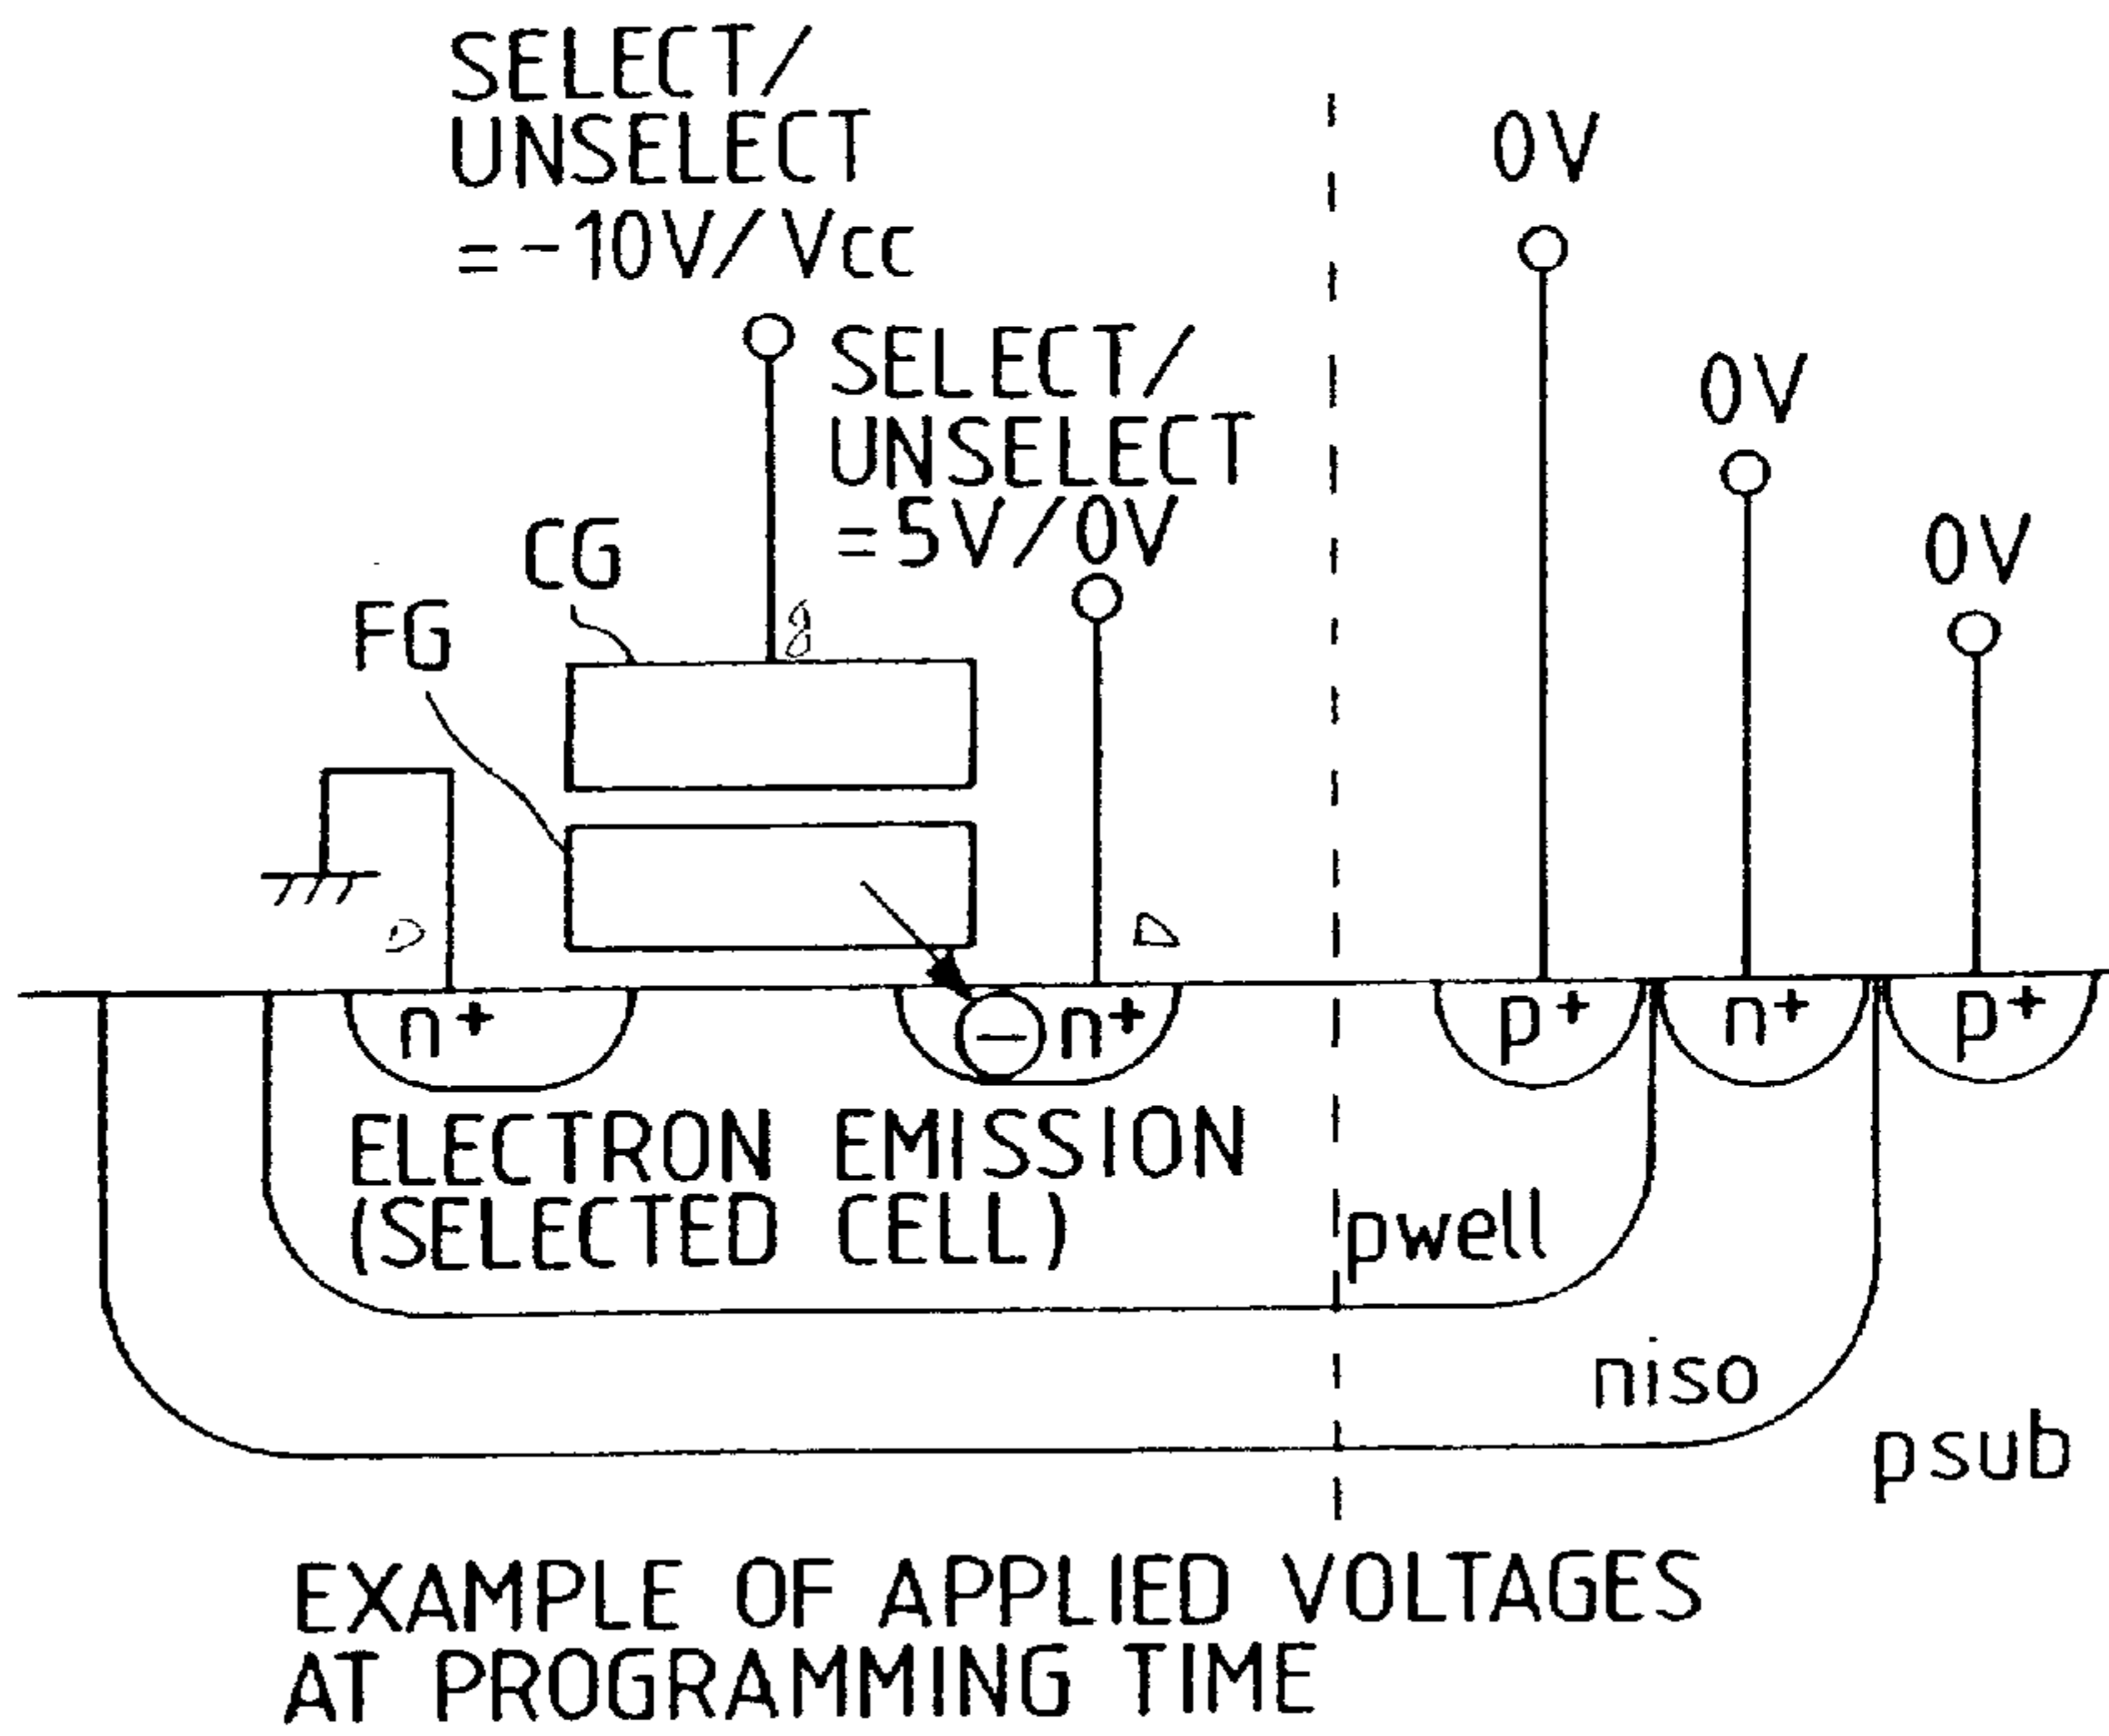 SELECT/
UNSELECT
=-10V/Vcc
SELECT/
UNSELECT
=5V/0V
0V
0V
0V
CG
FG
n+
− n+
p+
n+
p+
ELECTRON EMISSION
(SELECTED CELL)
pwell
niso
psub
EXAMPLE OF APPLIED VOLTAGES
AT PROGRAMMING TIME